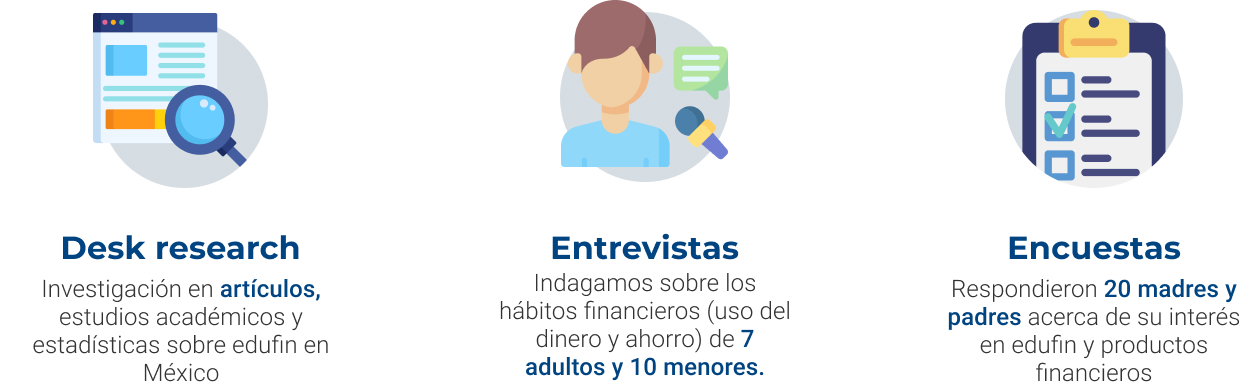 Desk research
Investigación en artículos,
estudios académicos y
estadísticas sobre edufin en
México
Entrevistas
Indagamos sobre los
hábitos financieros (uso del
dinero y ahorro) de 7
adultos y 10 menores.
Encuestas
Respondieron 20 madres y
padres acerca de su interés
en edufin y productos
financieros